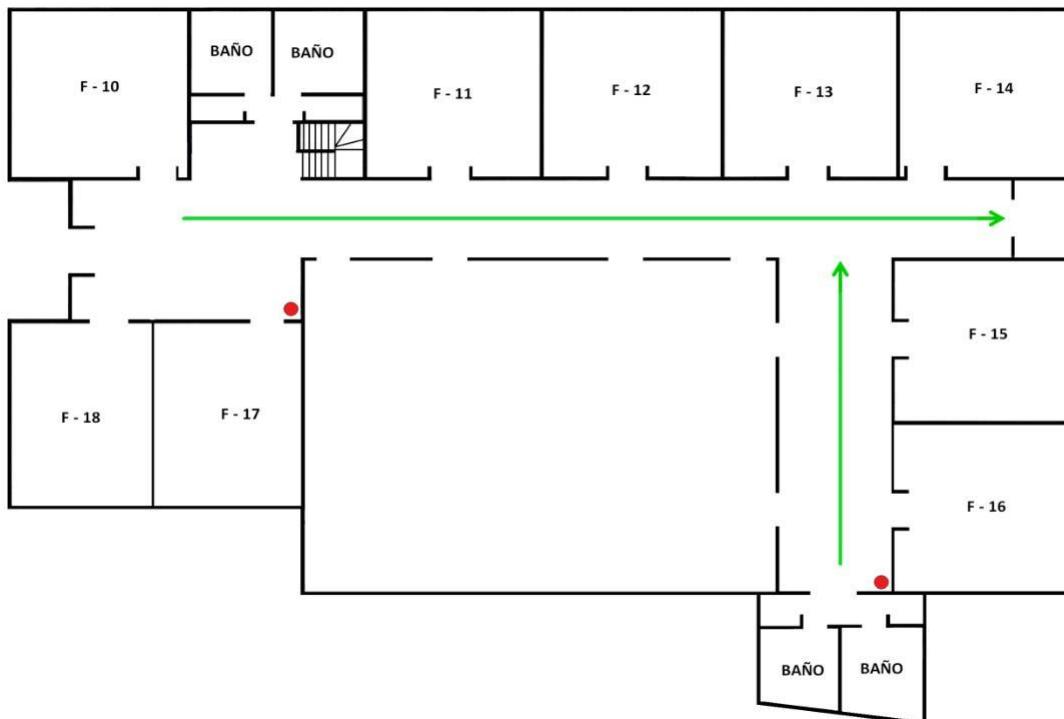 BAÑO
BAÑO
F - 10
F - 11
F - 12
F - 13
F - 14
F - 15
F - 18
F - 17
F - 16
BAÑO
BAÑO